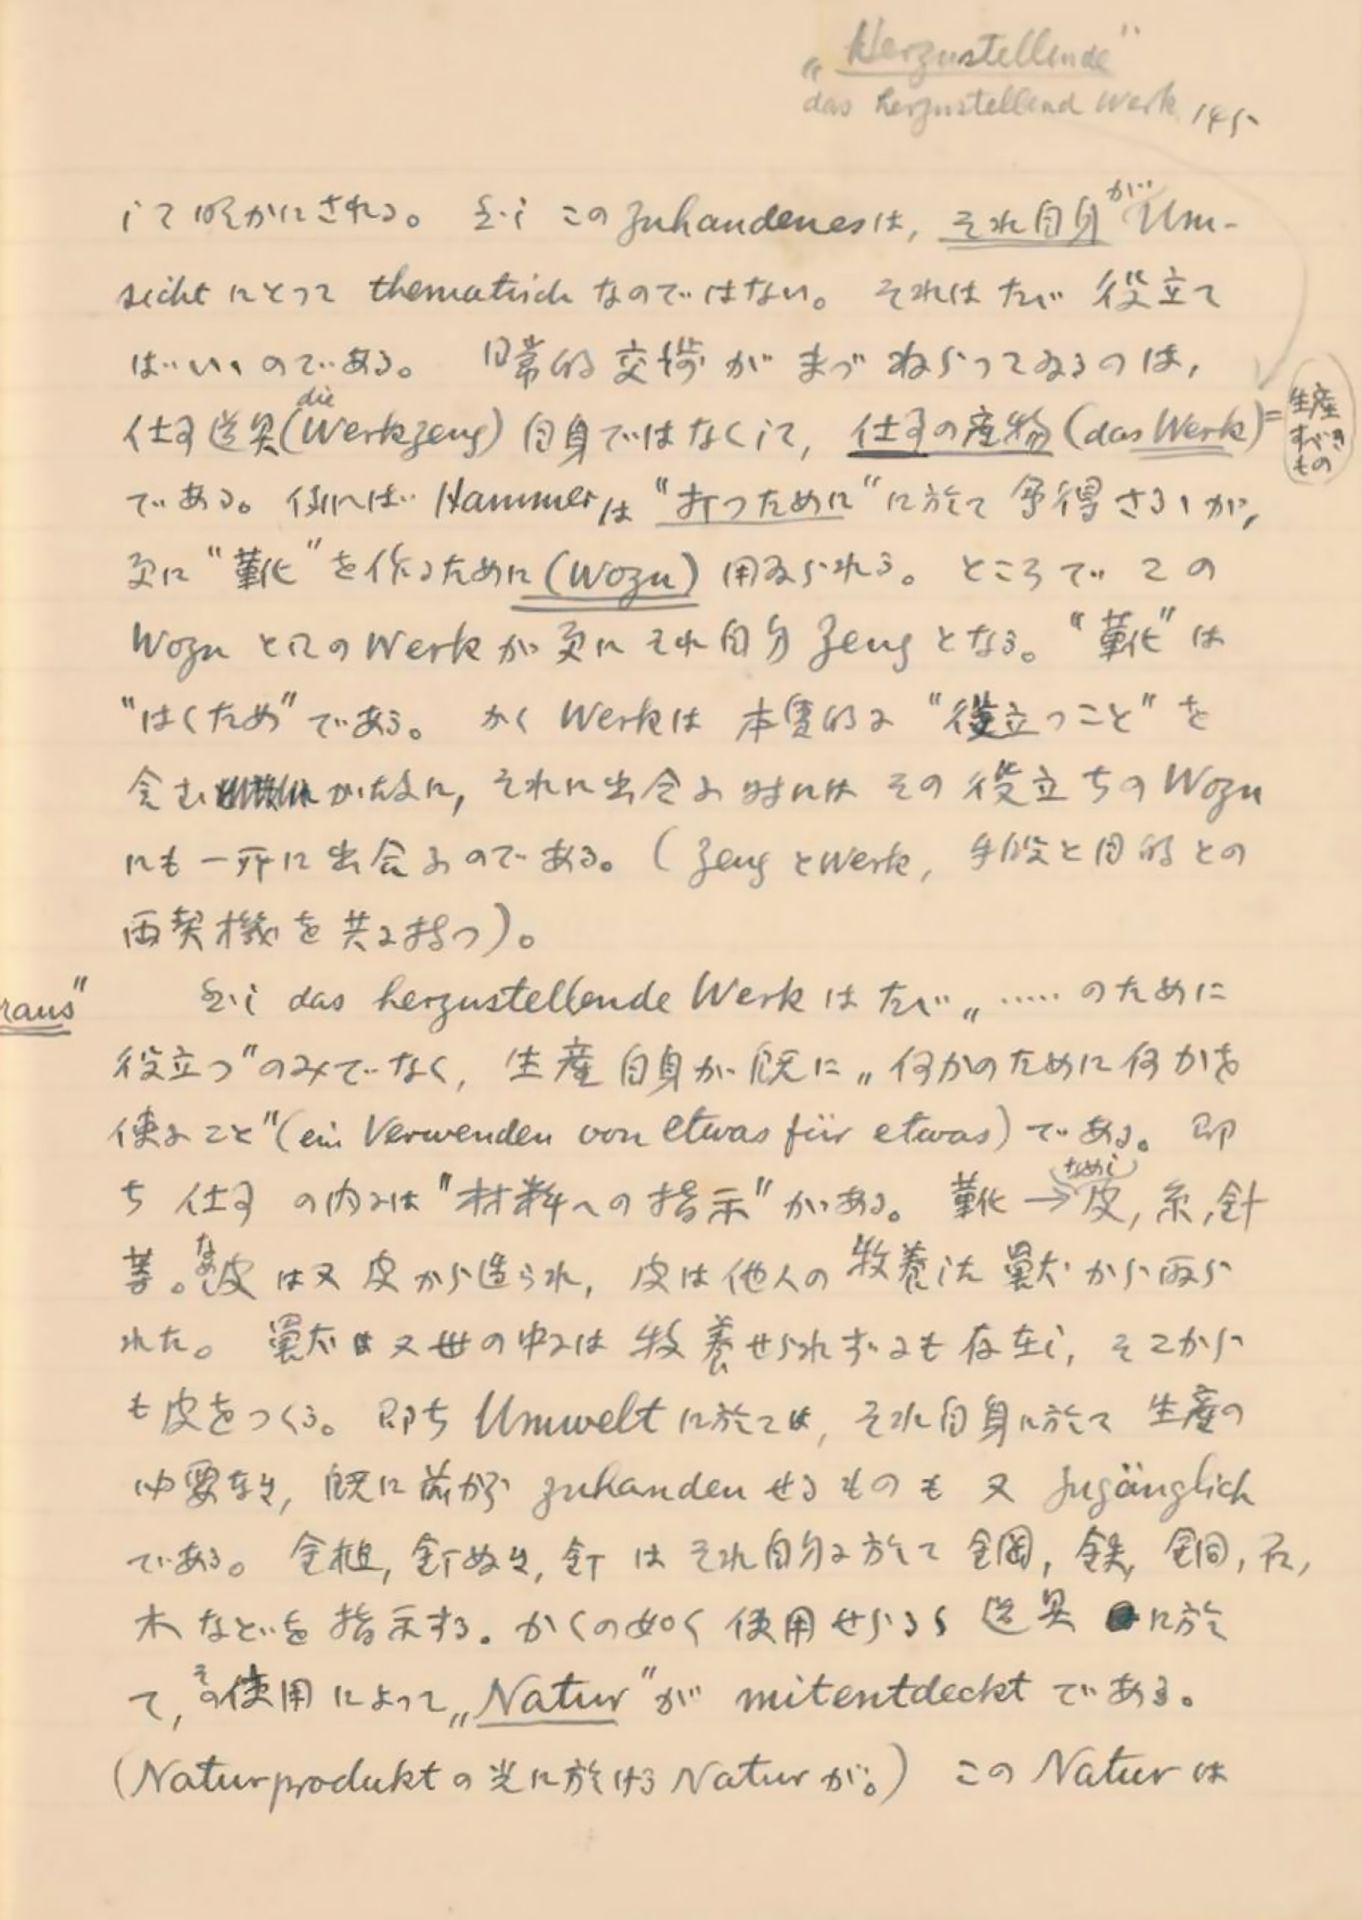 „Herzustellende"
das herzustellend Werk 145
して明かにされる。 §·i この Zuhandenes は, それ自身が Um-
sicht にとって thematisch なのではない。 それはたゞ 役立て
ばいゝのである。 日常的交渉がまづねらつてゐるのは,
仕事道具(die Werkzeug) 自身ではなくして, 仕事の産物 (das Werk)=
生産
すべき
もの
である。 例へば Hammer は "打つために" に於て 獲得さるゝが,
更に "靴" を作るために (Wozu) 用ゐられる。 ところで この
Wozu としての Werk が 更に それ自身 Zeug となる。 "靴" は
"はくため" である。 かく Werk は 本質的に "役立つこと" を
含む が故に, それに出会ふ時には その役立ちの Wozu
にも一所に出会ふのである。 (Zeug と Werk, 手段と目的との
両契機を共に持つ)。
raus"
das herzustellende Werk はたゞ „ ..... のために
役立つ" のみでなく, 生産自身が既に „何かのために何かを
使ふこと" (ein Verwenden von etwas für etwas) である。 即
ち 仕事 の内には "材料への指示" がある。 靴 → なめし皮, 糸, 針
等。 なめし皮は又皮から造られ, 皮は他人の牧養した 獣 から
れた。 獣は又世の中には 牧養せられずにも存在し, そこから
も皮をつくる。 即ち Umwelt に於ては, それ自身に於て 生産の
必要なき, 既に zuhanden せるものも 又 zugänglich
である。 金槌, 釘ぬき, 釘 は それ自身に於て 鋼, 鉄, 銅, 石,
木 などを 指示する。 かくの如く 使用せらるゝ 道具 に於
て, その使用によって „Natur" が mitentdeckt である。
(Naturprodukt の光に於ける Natur が。) この Natur は